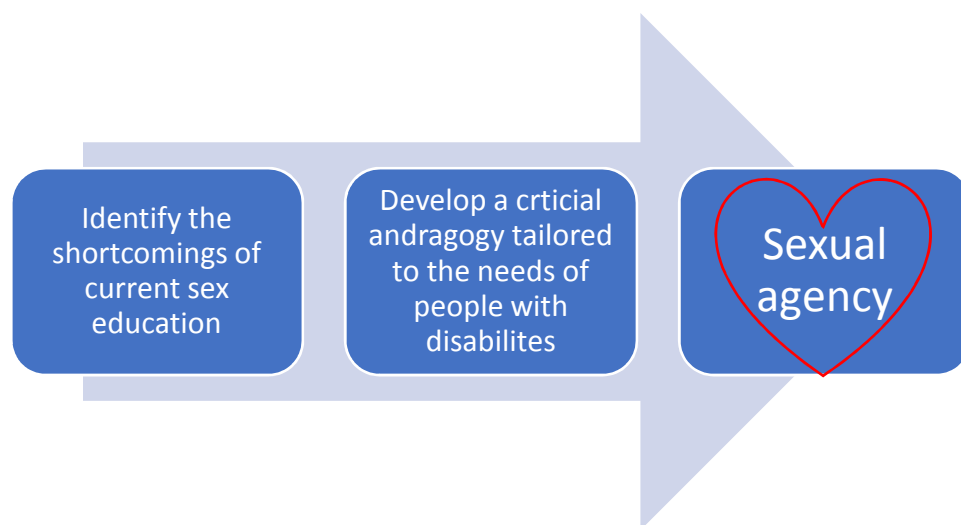 Identify the
shortcomings of
current sex
education
Develop a crticial
andragogy tailored
to the needs of
people with
disabilites
Sexual
agency